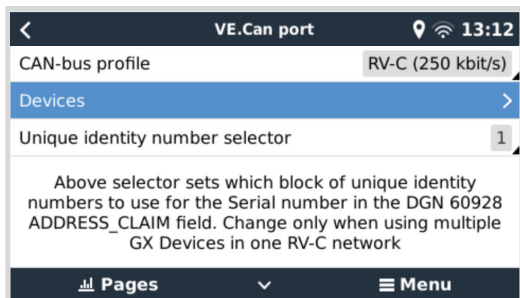 VE.Can port 13:12
CAN-bus profile RV-C (250 kbit/s)
Devices
Unique identity number selector 1
Above selector sets which block of unique identity
numbers to use for the Serial number in the DGN 60928
ADDRESS_CLAIM field. Change only when using multiple
GX Devices in one RV-C network
Pages Menu